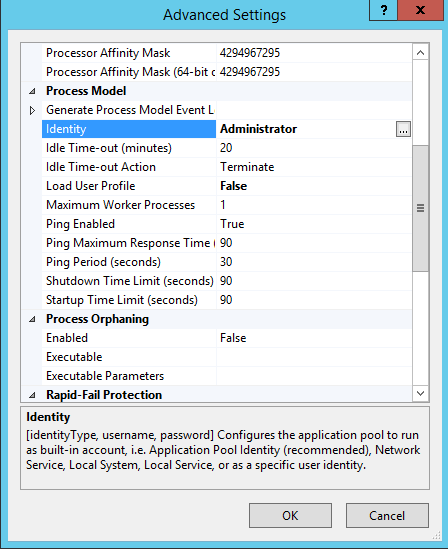 Advanced Settings
? x
Processor Affinity Mask 4294967295
Processor Affinity Mask (64-bit c 4294967295
Process Model
Generate Process Model Event L
Identity Administrator ...
Idle Time-out (minutes) 20
Idle Time-out Action Terminate
Load User Profile False
Maximum Worker Processes 1
Ping Enabled True
Ping Maximum Response Time ( 90
Ping Period (seconds) 30
Shutdown Time Limit (seconds) 90
Startup Time Limit (seconds) 90
Process Orphaning
Enabled False
Executable
Executable Parameters
Rapid-Fail Protection
Identity
[identityType, username, password] Configures the application pool to run
as built-in account, i.e. Application Pool Identity (recommended), Network
Service, Local System, Local Service, or as a specific user identity.
OK Cancel